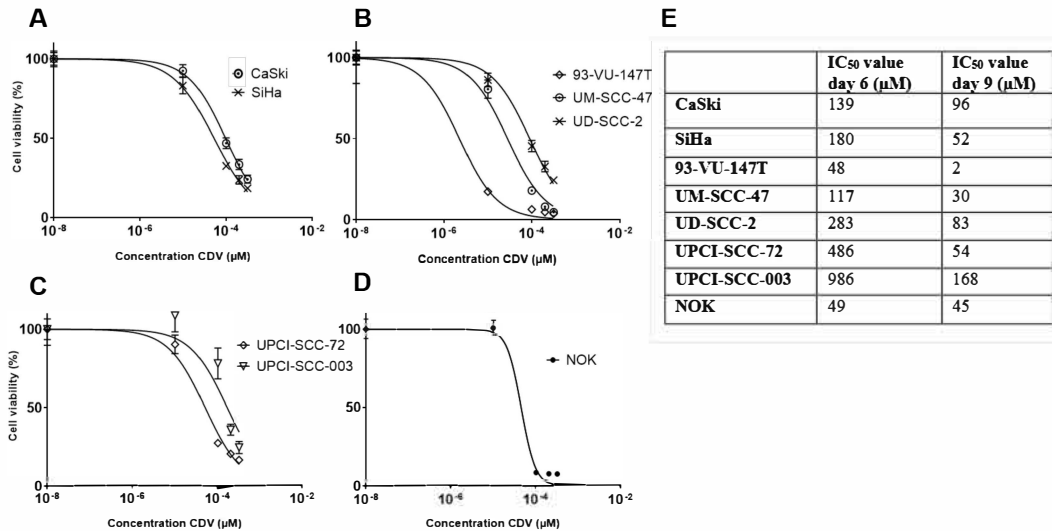 A
100
50
0
Cell viability (%)
CaSki
SiHa
10-8
10-6
10-4
10-2
Concentration CDV (µM)
B
100
50
0
93-VU-147T
UM-SCC-47
UD-SCC-2
10-8
10-6
10-4
10-2
Concentration CDV (µM)
C
100
50
0
Cell viability (%)
UPCI-SCC-72
UPCI-SCC-003
10-8
10-6
10-4
10-2
Concentration CDV (µM)
D
100
50
0
NOK
10-8
10-6
10-4
10-2
Concentration CDV (µM)
E
IC50 value day 6 (µM) IC50 value day 9 (µM)
CaSki 139 96
SiHa 180 52
93-VU-147T 48 2
UM-SCC-47 117 30
UD-SCC-2 283 83
UPCI-SCC-72 486 54
UPCI-SCC-003 986 168
NOK 49 45